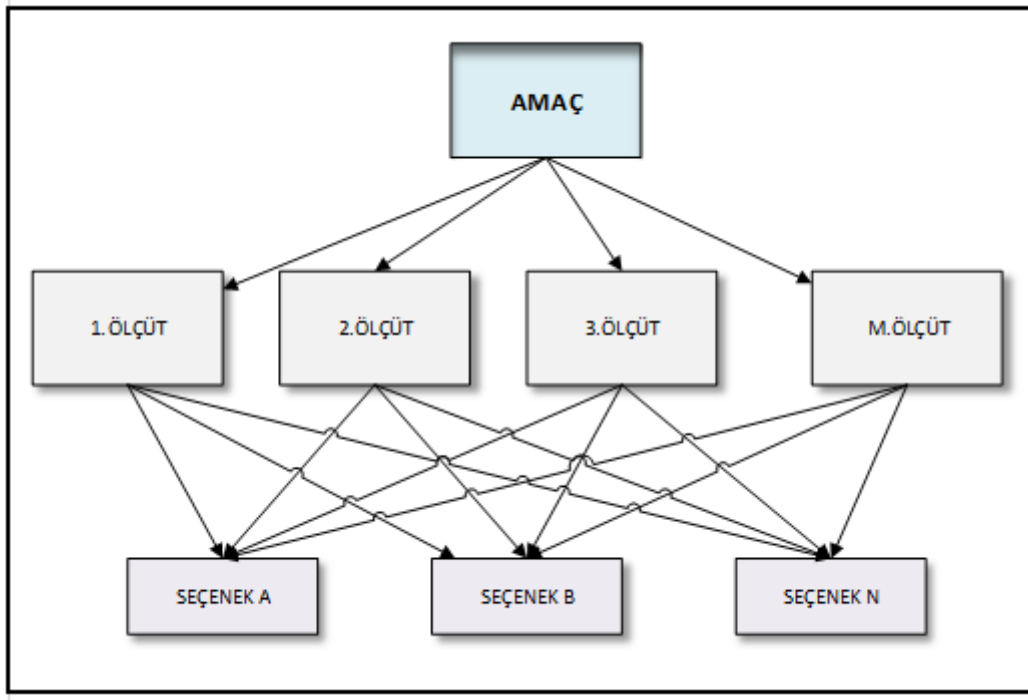 AMAÇ
1.ÖLÇÜT
2.ÖLÇÜT
3.ÖLÇÜT
M.ÖLÇÜT
SEÇENEK A
SEÇENEK B
SEÇENEK N